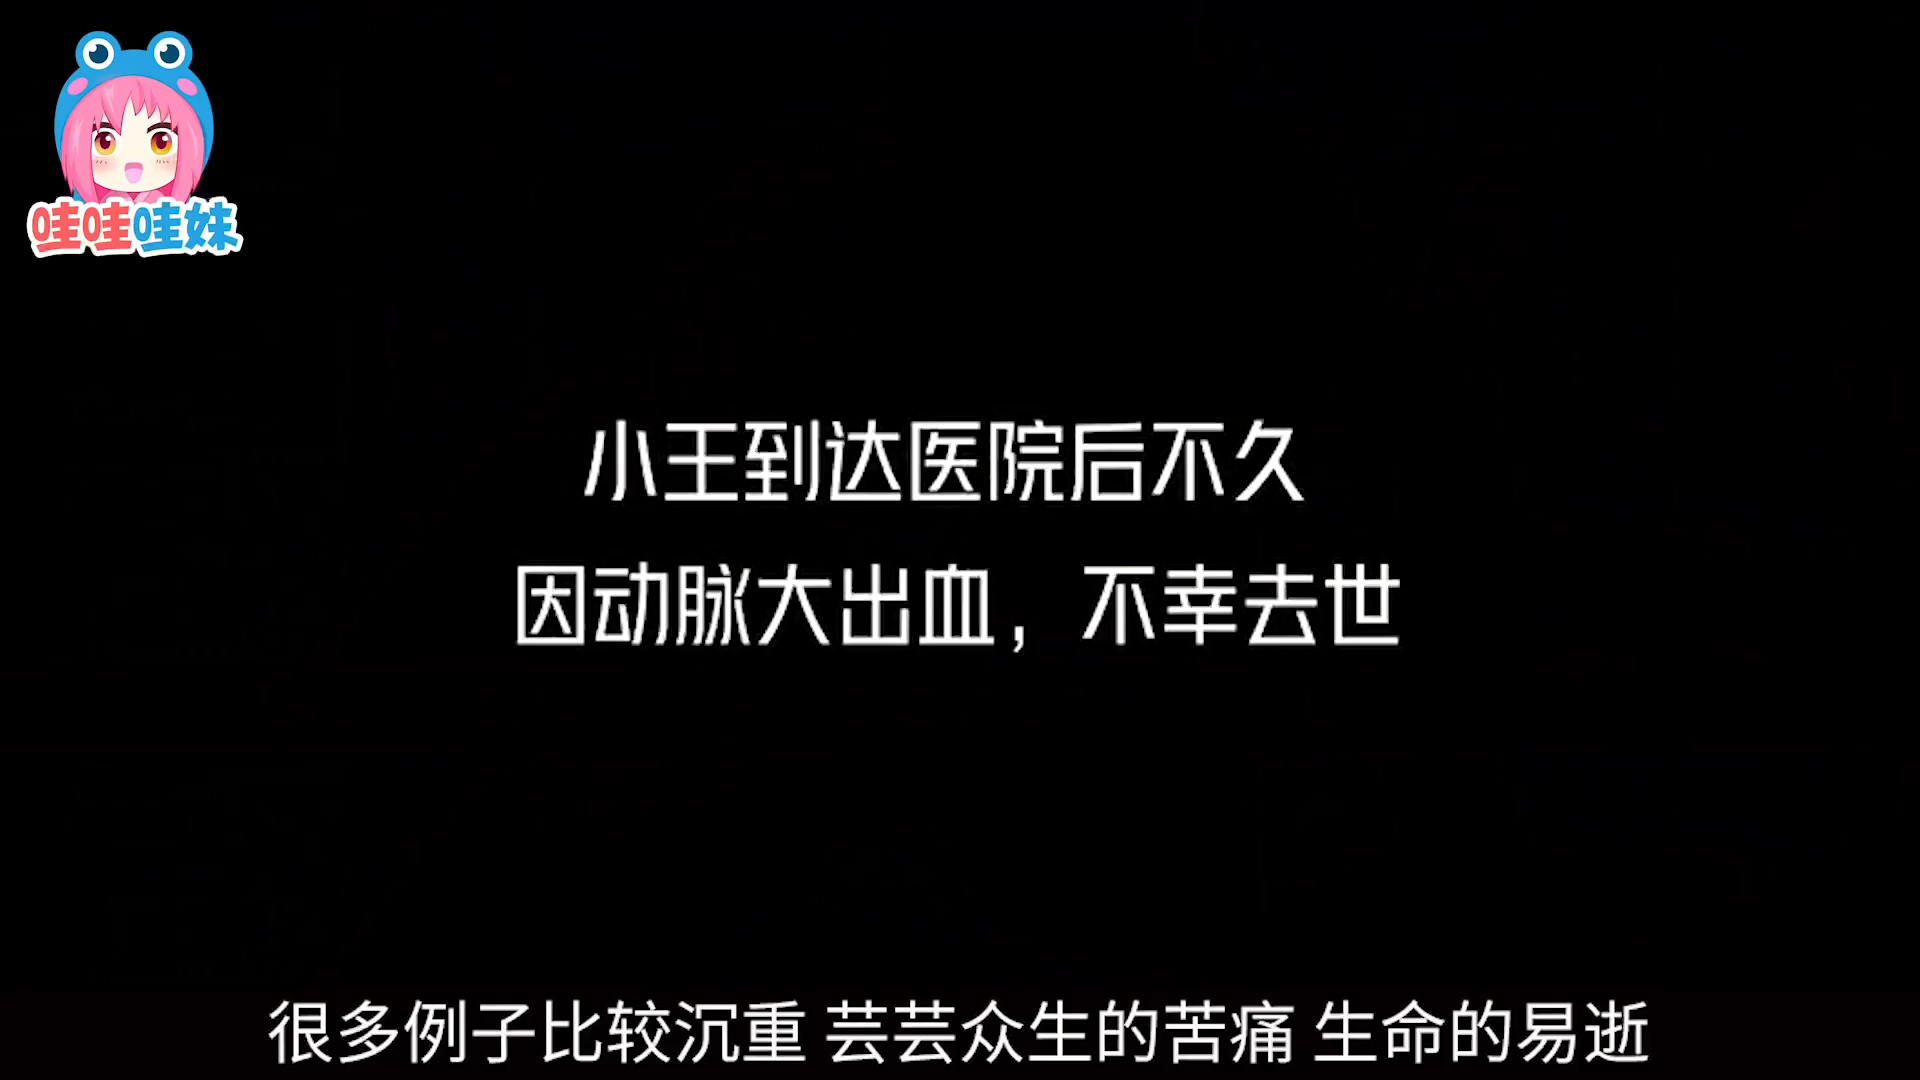 哇哇哇妹
小王到达医院后不久
因动脉大出血，不幸去世
很多例子比较沉重 芸芸众生的苦痛 生命的易逝